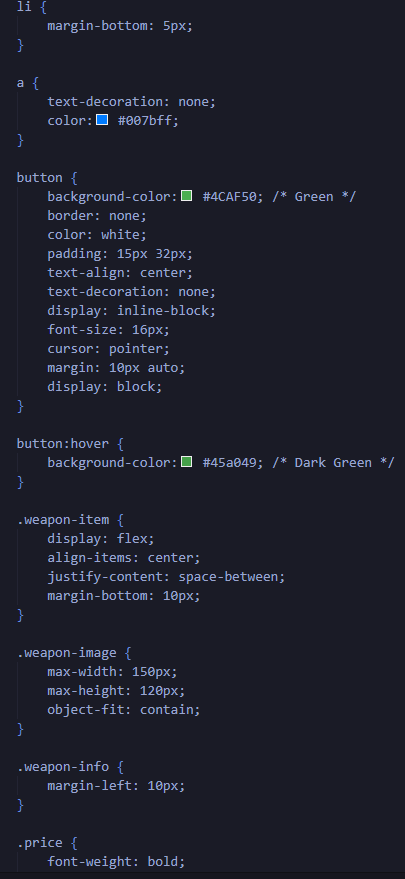 li {
    margin-bottom: 5px;
}

a {
    text-decoration: none;
    color: #007bff;
}

button {
    background-color: #4CAF50; /* Green */
    border: none;
    color: white;
    padding: 15px 32px;
    text-align: center;
    text-decoration: none;
    display: inline-block;
    font-size: 16px;
    cursor: pointer;
    margin: 10px auto;
    display: block;
}

button:hover {
    background-color: #45a049; /* Dark Green */
}

.weapon-item {
    display: flex;
    align-items: center;
    justify-content: space-between;
    margin-bottom: 10px;
}

.weapon-image {
    max-width: 150px;
    max-height: 120px;
    object-fit: contain;
}

.weapon-info {
    margin-left: 10px;
}

.price {
    font-weight: bold;